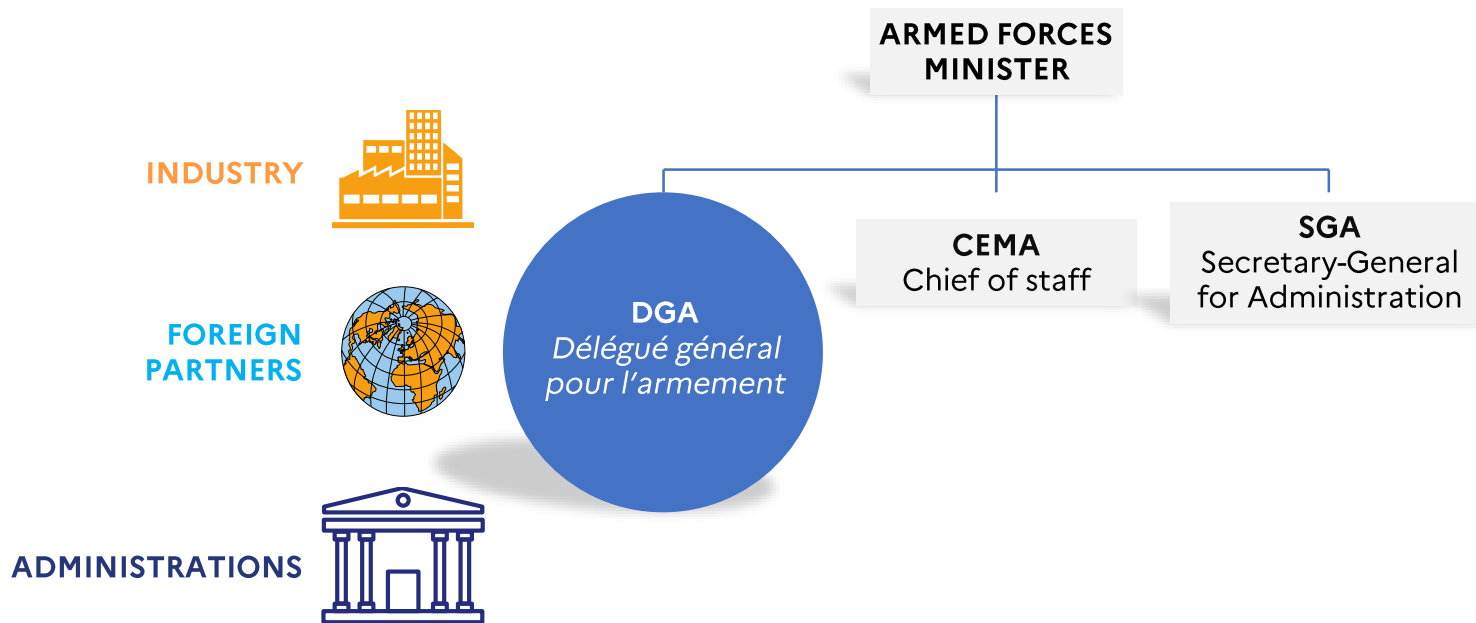 ARMED FORCES
MINISTER
INDUSTRY
FOREIGN
PARTNERS
ADMINISTRATIONS
DGA
Délégué général
pour l'armement
CEMA
Chief of staff
SGA
Secretary-General
for Administration